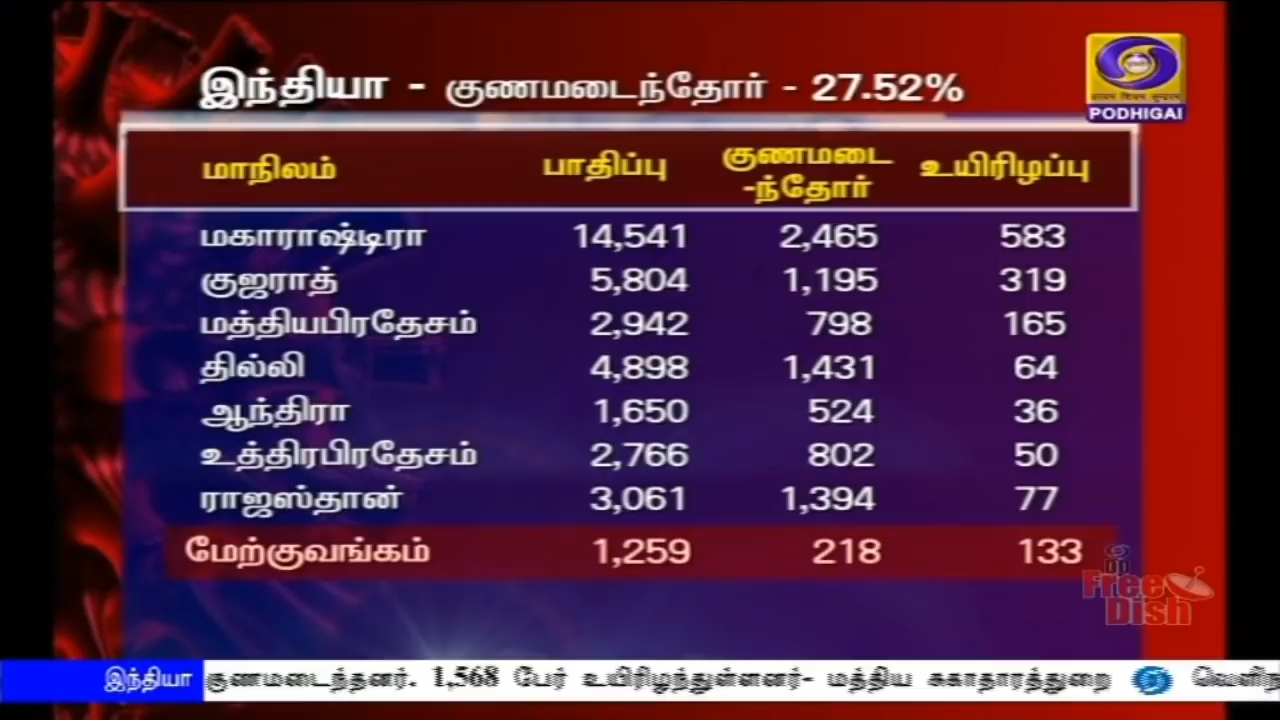 இந்தியா - குணமடைந்தோர் - 27.52%
PODHIGAI
மாநிலம் பாதிப்பு குணமடை உயிரிழப்பு
-ந்தோர்
மகாராஷ்டிரா 14,541 2,465 583
குஜராத் 5,804 1,195 319
மத்தியபிரதேசம் 2,942 798 165
தில்லி 4,898 1,431 64
ஆந்திரா 1,650 524 36
உத்திரபிரதேசம் 2,766 802 50
ராஜஸ்தான் 3,061 1,394 77
மேற்குவங்கம் 1,259 218 133
Free
Dish
இந்தியா குணமடைந்தனர். 1,568 பேர் உயிரிழந்துள்ளனர்- மத்திய சுகாதாரத்துறை